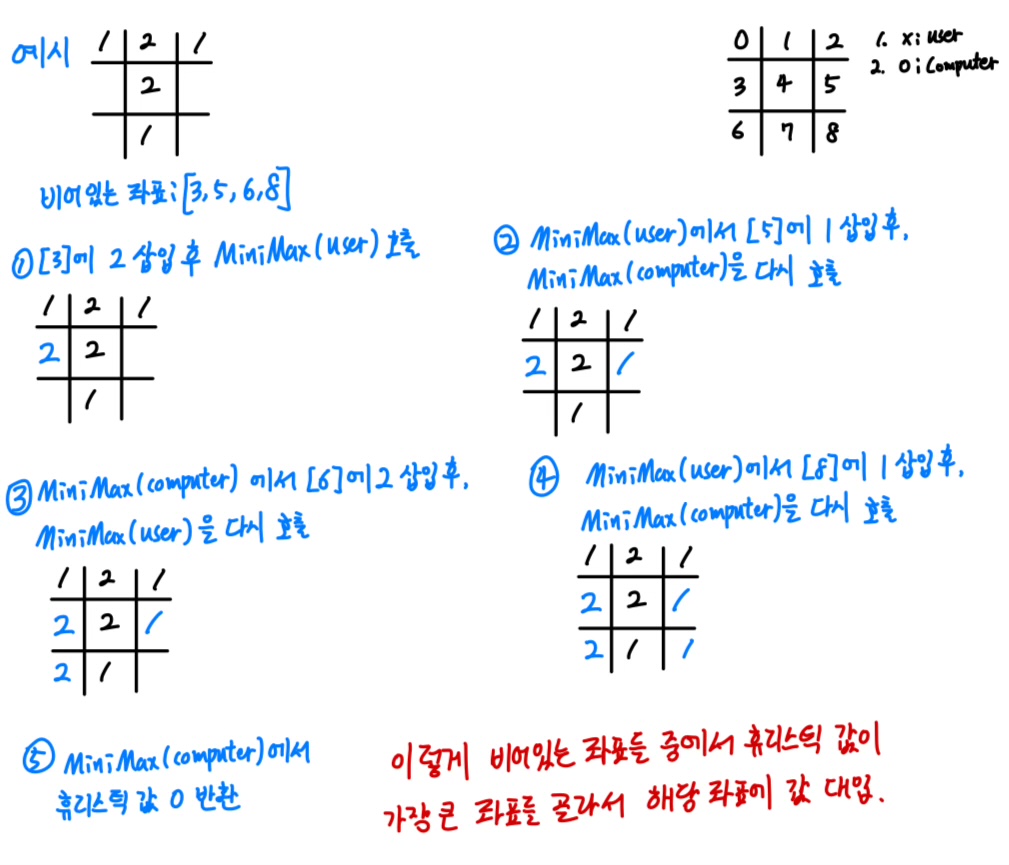 예시
1 2 1
2
1
0 1 2
3 4 5
6 7 8
1. X: user
2. O: Computer
비어있는 좌표: [3, 5, 6, 8]
① [3]에 2 삽입 후 MiniMax(user) 호출
1 2 1
2 2
1
② MiniMax(user)에서 [5]에 1 삽입 후,
MiniMax(computer)을 다시 호출
1 2 1
2 2 1
1
③ MiniMax(computer) 에서 [6]에 2 삽입 후,
MiniMax(user)을 다시 호출
1 2 1
2 2 1
2 1
④ MiniMax(user)에서 [8]에 1 삽입 후,
MiniMax(computer)을 다시 호출
1 2 1
2 2 1
2 1 1
⑤ MiniMax(computer)에서
휴리스틱 값 0 반환
이렇게 비어있는 좌표들 중에서 휴리스틱 값이
가장 큰 좌표를 골라서 해당 좌표에 값 대입.